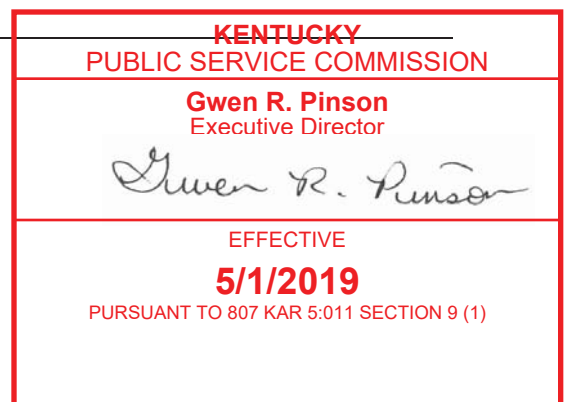 KENTUCKY
PUBLIC SERVICE COMMISSION
Gwen R. Pinson
Executive Director
Gwen R. Pinson
EFFECTIVE
5/1/2019
PURSUANT TO 807 KAR 5:011 SECTION 9 (1)